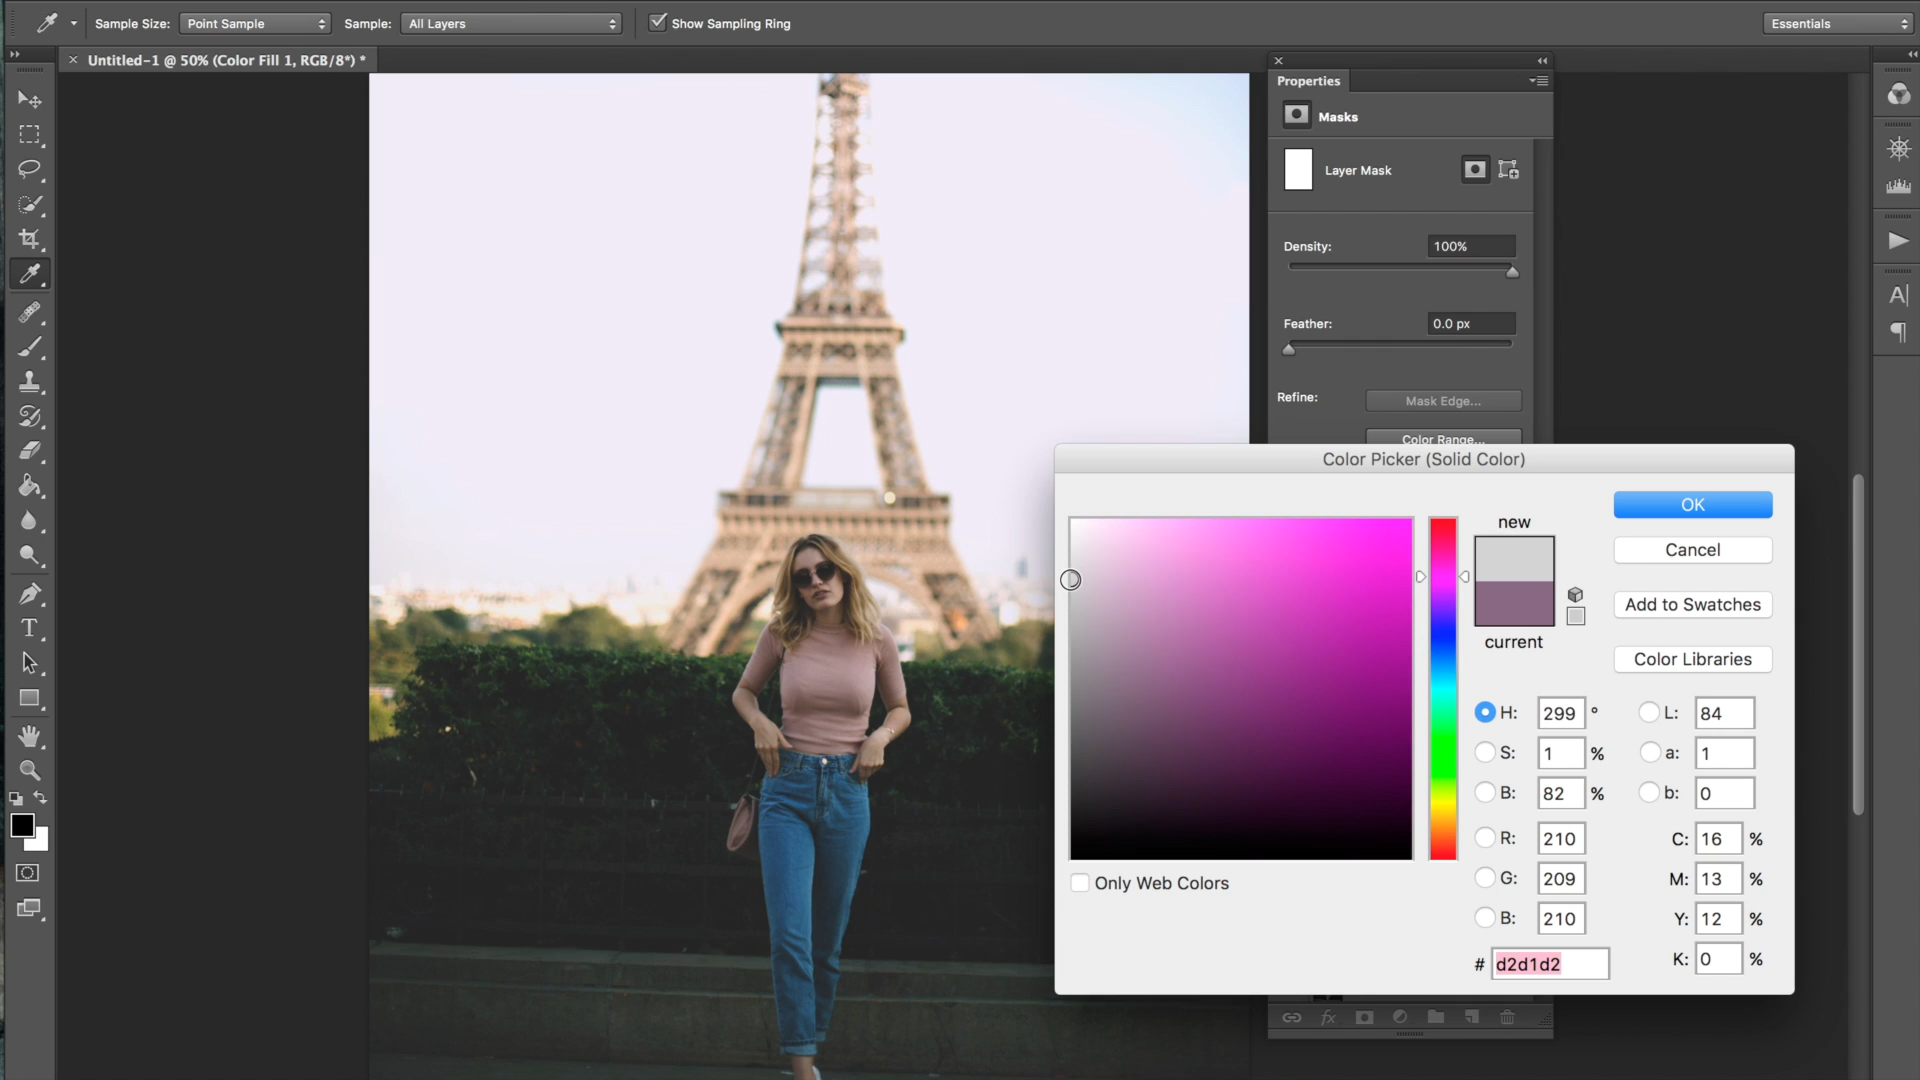 Sample Size: Point Sample Sample: All Layers Show Sampling Ring Essentials
Untitled-1 @ 50% (Color Fill 1, RGB/8*) *
Properties
Masks
Layer Mask
Density: 100%
Feather: 0.0 px
Refine: Mask Edge...
Color Range...
Color Picker (Solid Color)
new
current
OK
Cancel
Add to Swatches
Color Libraries
H: 299 °
S: 1 %
B: 82 %
R: 210
G: 209
B: 210
# d2d1d2
L: 84
a: 1
b: 0
C: 16 %
M: 13 %
Y: 12 %
K: 0 %
Only Web Colors
fx